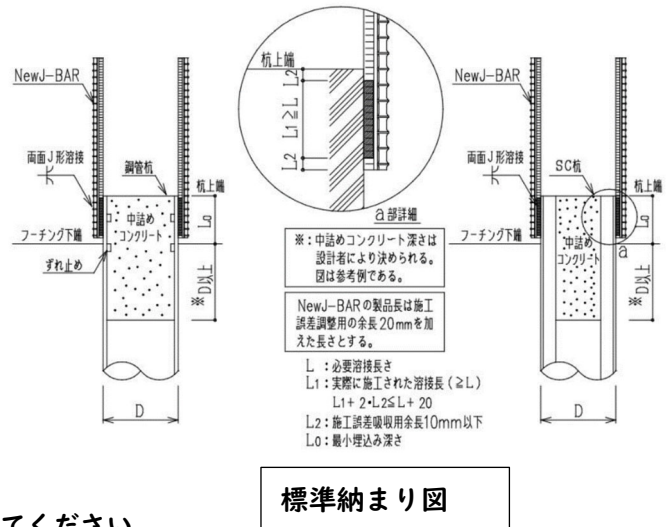 NewJ-BAR
両面J形溶接
鋼管杭
杭上端
中詰め
コンクリート
フーチング下端
ずれ止め
L0
※D以上
D
杭上端
L2
L1≧L
L2
a部詳細
※:中詰めコンクリート深さは
設計者により決められる。
図は参考例である。
NewJ-BARの製品長は施工
誤差調整用の余長20mmを加
えた長さとする。
L :必要溶接長さ
L1:実際に施工された溶接長(≧L)
L1+2・L2≦L+20
L2:施工誤差吸収用余長10mm以下
L0:最小埋込み深さ
NewJ-BAR
両面J形溶接
SC杭
杭上端
中詰め
コンクリート
フーチング下端
L0
a
※D以上
D
標準納まり図
てください